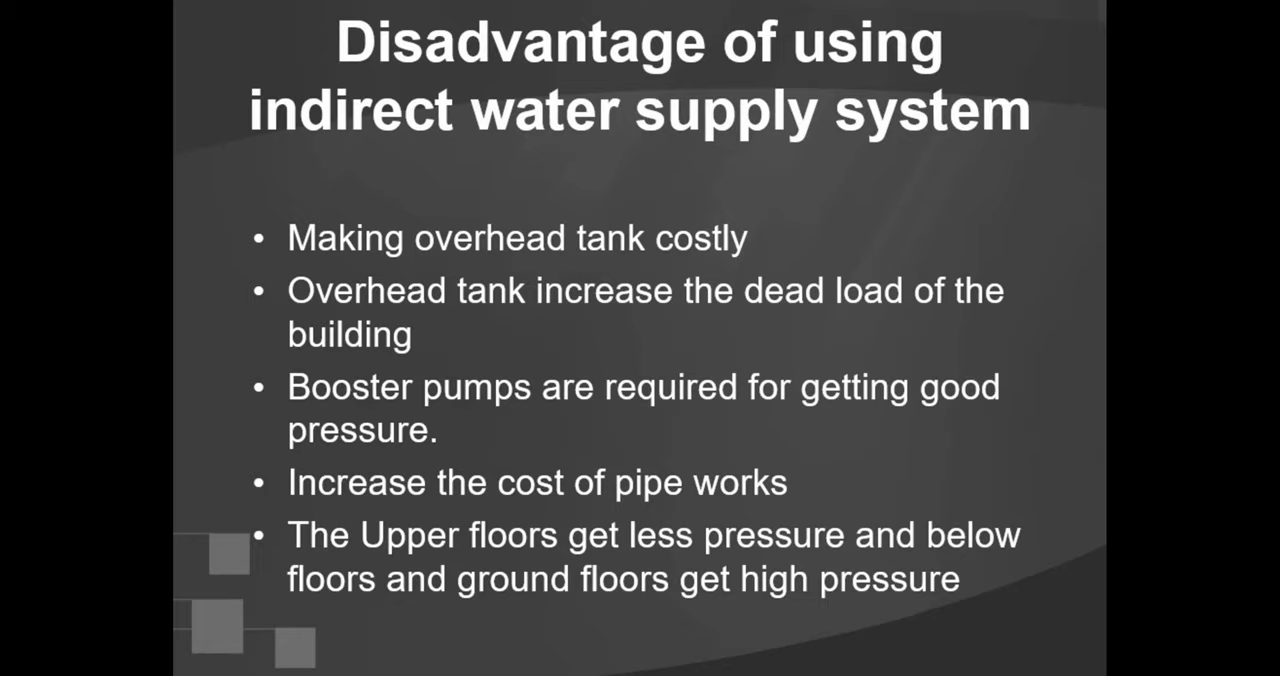 Disadvantage of using
indirect water supply system
• Making overhead tank costly
• Overhead tank increase the dead load of the
building
• Booster pumps are required for getting good
pressure.
• Increase the cost of pipe works
• The Upper floors get less pressure and below
floors and ground floors get high pressure